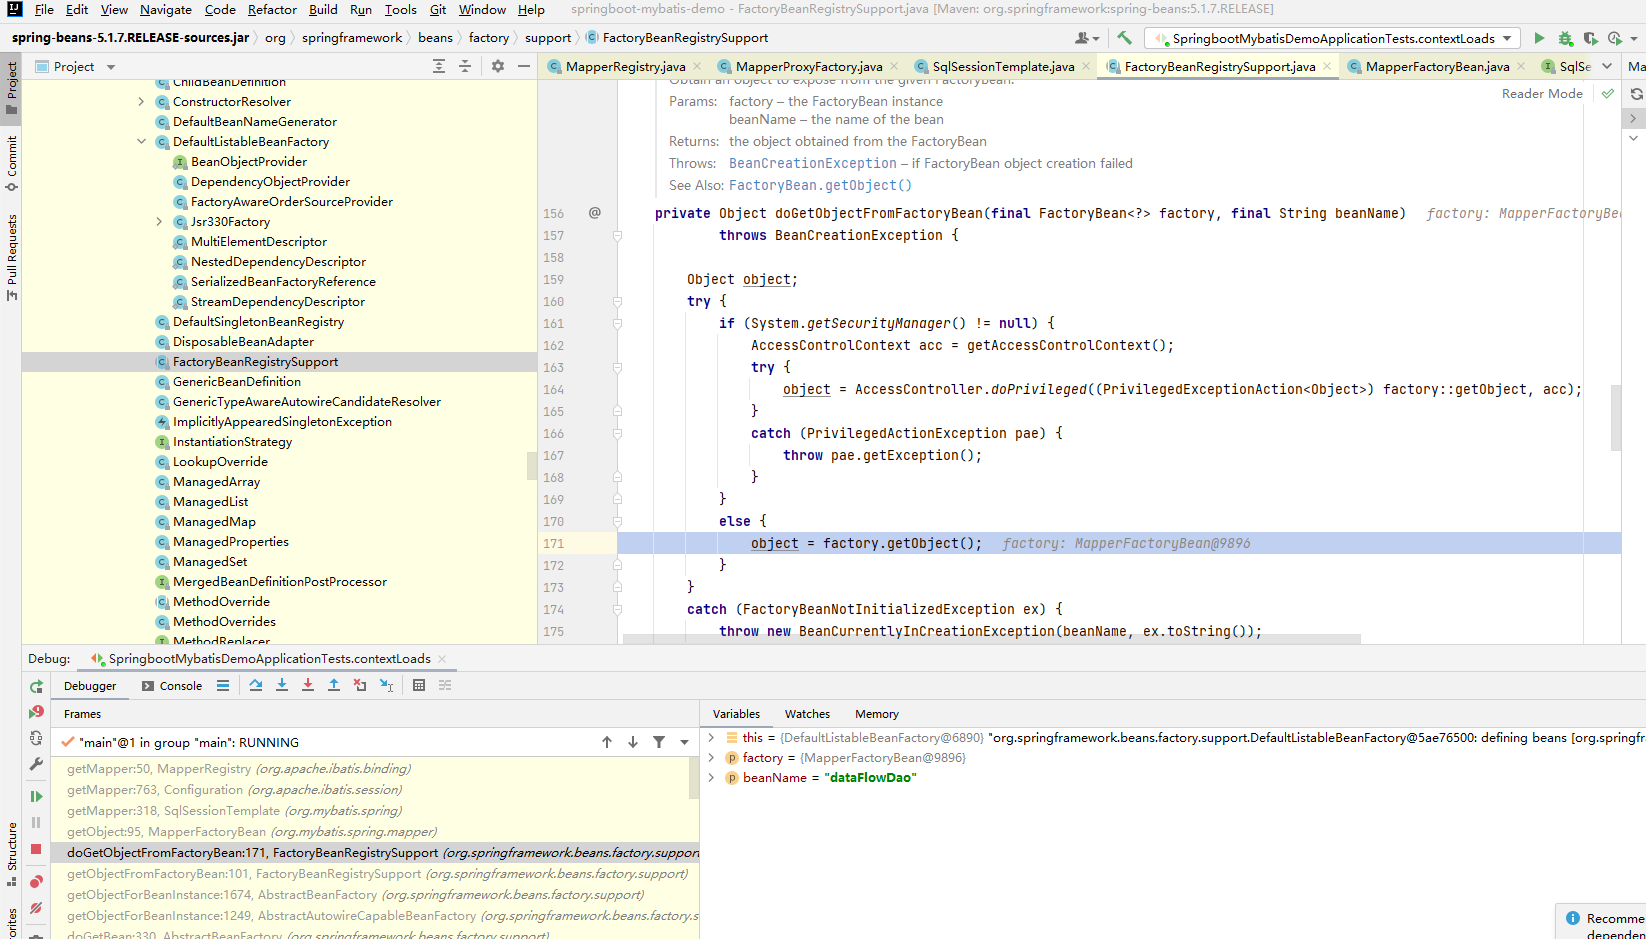 File Edit View Navigate Code Refactor Build Run Tools Git Window Help springboot-mybatis-demo - FactoryBeanRegistrySupport.java [Maven: org.springframework:spring-beans:5.1.7.RELEASE]
spring-beans-5.1.7.RELEASE-sources.jar org springframework beans factory support FactoryBeanRegistrySupport SpringbootMybatisDemoApplicationTests.contextLoads
Project
Commit
Pull Requests
Structure
Project
ChildBeanDefinition
ConstructorResolver
DefaultBeanNameGenerator
DefaultListableBeanFactory
BeanObjectProvider
DependencyObjectProvider
FactoryAwareOrderSourceProvider
Jsr330Factory
MultiElementDescriptor
NestedDependencyDescriptor
SerializedBeanFactoryReference
StreamDependencyDescriptor
DefaultSingletonBeanRegistry
DisposableBeanAdapter
FactoryBeanRegistrySupport
GenericBeanDefinition
GenericTypeAwareAutowireCandidateResolver
ImplicitlyAppearedSingletonException
InstantiationStrategy
LookupOverride
ManagedArray
ManagedList
ManagedMap
ManagedProperties
ManagedSet
MergedBeanDefinitionPostProcessor
MethodOverride
MethodOverrides
MethodReplacer
MapperRegistry.java MapperProxyFactory.java SqlSessionTemplate.java FactoryBeanRegistrySupport.java MapperFactoryBean.java SqlSe Ma
Obtain an object to expose from the given FactoryBean.
Reader Mode
Params: factory – the FactoryBean instance
beanName – the name of the bean
Returns: the object obtained from the FactoryBean
Throws: BeanCreationException – if FactoryBean object creation failed
See Also: FactoryBean.getObject()
156 @ private Object doGetObjectFromFactoryBean(final FactoryBean<?> factory, final String beanName) factory: MapperFactoryBe
157 throws BeanCreationException {
158
159 Object object;
160 try {
161 if (System.getSecurityManager() != null) {
162 AccessControlContext acc = getAccessControlContext();
163 try {
164 object = AccessController.doPrivileged((PrivilegedExceptionAction<Object>) factory::getObject, acc);
165 }
166 catch (PrivilegedActionException pae) {
167 throw pae.getException();
168 }
169 }
170 else {
171 object = factory.getObject(); factory: MapperFactoryBean@9896
172 }
173 }
174 catch (FactoryBeanNotInitializedException ex) {
175 throw new BeanCurrentlyInCreationException(beanName, ex.toString());
Debug: SpringbootMybatisDemoApplicationTests.contextLoads
Debugger Console
Frames
"main"@1 in group "main": RUNNING
getMapper:50, MapperRegistry (org.apache.ibatis.binding)
getMapper:763, Configuration (org.apache.ibatis.session)
getMapper:318, SqlSessionTemplate (org.mybatis.spring)
getObject:95, MapperFactoryBean (org.mybatis.spring.mapper)
doGetObjectFromFactoryBean:171, FactoryBeanRegistrySupport (org.springframework.beans.factory.support
getObjectFromFactoryBean:101, FactoryBeanRegistrySupport (org.springframework.beans.factory.support)
getObjectForBeanInstance:1674, AbstractBeanFactory (org.springframework.beans.factory.support)
getObjectForBeanInstance:1249, AbstractAutowireCapableBeanFactory (org.springframework.beans.factory.s
doGetBean:330, AbstractBeanFactory (org.springframework.beans.factory.support)
Variables Watches Memory
this = {DefaultListableBeanFactory@6890} "org.springframework.beans.factory.support.DefaultListableBeanFactory@5ae76500: defining beans [org.springfr
factory = {MapperFactoryBean@9896}
beanName = "dataFlowDao"
Recomme
dependen